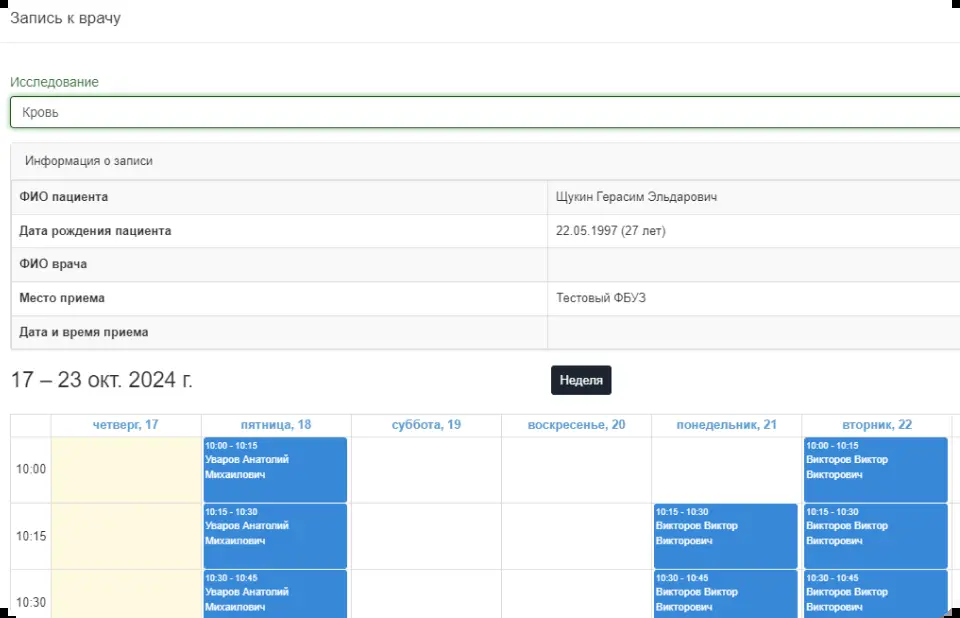 Запись к врачу
Исследование
Кровь
Информация о записи
ФИО пациента Щукин Герасим Эльдарович
Дата рождения пациента 22.05.1997 (27 лет)
ФИО врача
Место приема Тестовый ФБУЗ
Дата и время приема
17 – 23 окт. 2024 г. Неделя
четверг, 17 пятница, 18 суббота, 19 воскресенье, 20 понедельник, 21 вторник, 22
10:00
10:00 - 10:15
Уваров Анатолий
Михаилович
10:00 - 10:15
Викторов Виктор
Викторович
10:15
10:15 - 10:30
Уваров Анатолий
Михаилович
10:15 - 10:30
Викторов Виктор
Викторович
10:15 - 10:30
Викторов Виктор
Викторович
10:30
10:30 - 10:45
Уваров Анатолий
Михаилович
10:30 - 10:45
Викторов Виктор
Викторович
10:30 - 10:45
Викторов Виктор
Викторович